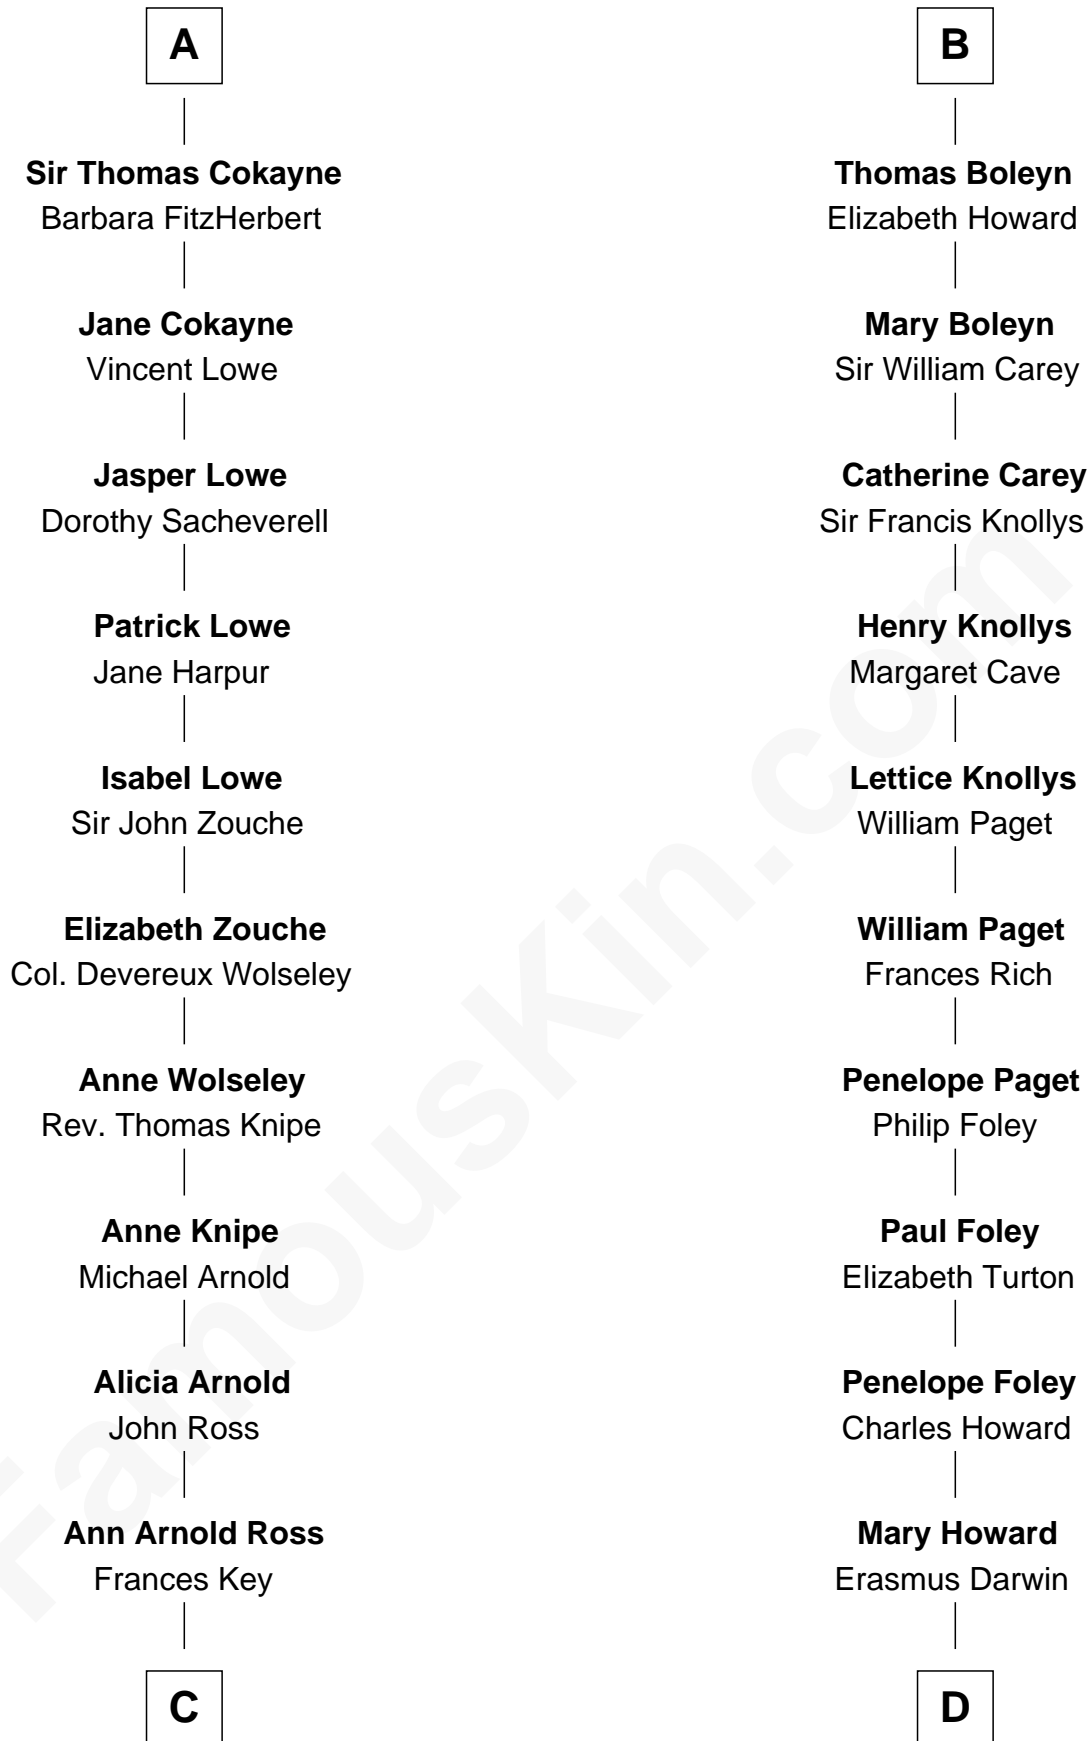 A
Sir Thomas Cokayne
Barbara FitzHerbert
Jane Cokayne
Vincent Lowe
Jasper Lowe
Dorothy Sacheverell
Patrick Lowe
Jane Harpur
Isabel Lowe
Sir John Zouche
Elizabeth Zouche
Col. Devereux Wolseley
Anne Wolseley
Rev. Thomas Knipe
Anne Knipe
Michael Arnold
Alicia Arnold
John Ross
Ann Arnold Ross
Frances Key
C
B
Thomas Boleyn
Elizabeth Howard
Mary Boleyn
Sir William Carey
Catherine Carey
Sir Francis Knollys
Henry Knollys
Margaret Cave
Lettice Knollys
William Paget
William Paget
Frances Rich
Penelope Paget
Philip Foley
Paul Foley
Elizabeth Turton
Penelope Foley
Charles Howard
Mary Howard
Erasmus Darwin
D
FamousKin.com